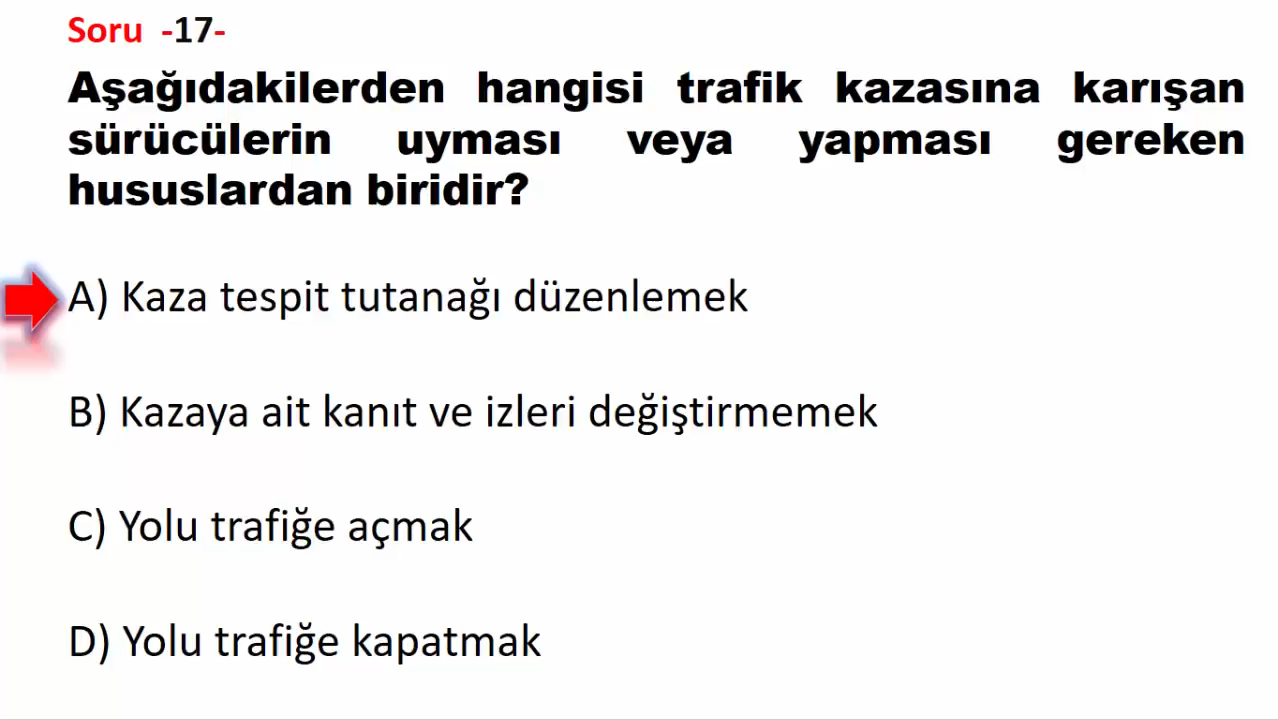 Soru -17-
Aşağıdakilerden hangisi trafik kazasına karışan
sürücülerin uyması veya yapması gereken
hususlardan biridir?
A) Kaza tespit tutanağı düzenlemek
B) Kazaya ait kanıt ve izleri değiştirmemek
C) Yolu trafiğe açmak
D) Yolu trafiğe kapatmak